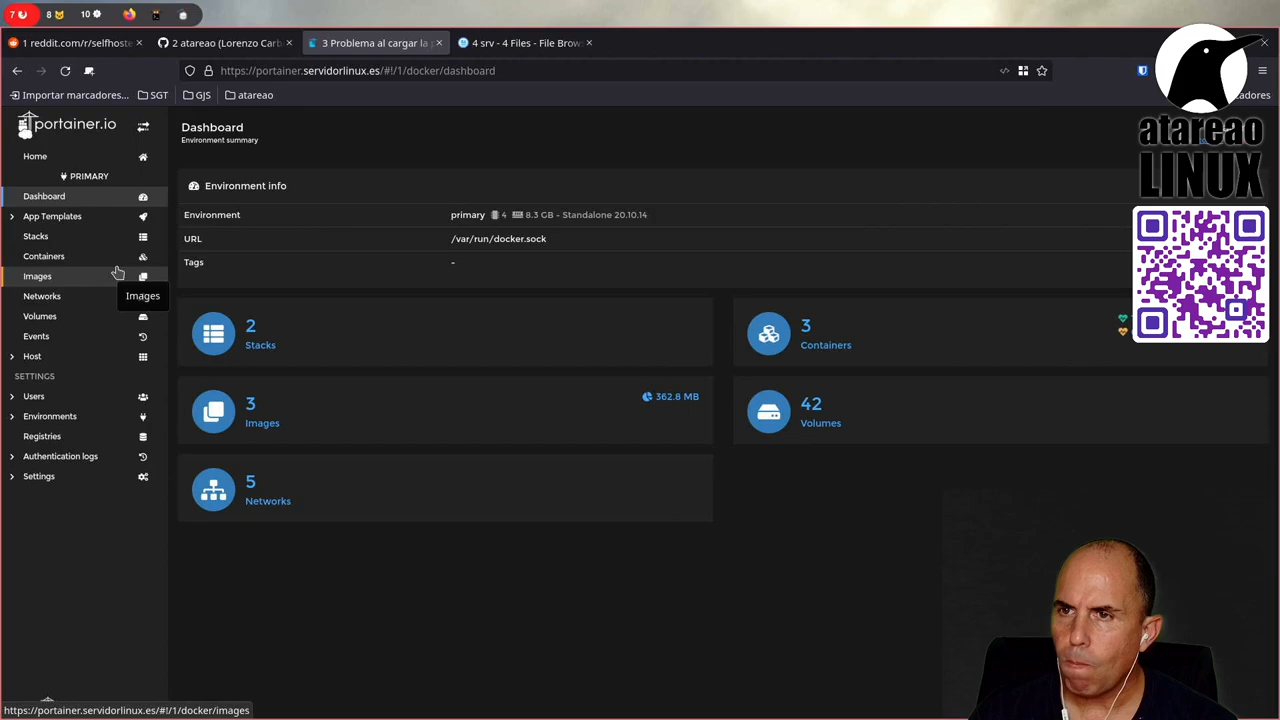 7 8 10
1 reddit.com/r/selfhoste 2 atareao (Lorenzo Carb 3 Problema al cargar la p 4 srv - 4 Files - File Brow
https://portainer.servidorlinux.es/#!/1/docker/dashboard
Importar marcadores... SGT GJS atareao
portainer.io
Home
PRIMARY
Dashboard
App Templates
Stacks
Containers
Images
Images
Networks
Volumes
Events
Host
SETTINGS
Users
Environments
Registries
Authentication logs
Settings
Dashboard
Environment summary
Environment info
Environment primary 4 8.3 GB - Standalone 20.10.14
URL /var/run/docker.sock
Tags -
2
Stacks
3
Containers
3
Images
362.8 MB
42
Volumes
5
Networks
atareao
LINUX
https://portainer.servidorlinux.es/#!/1/docker/images